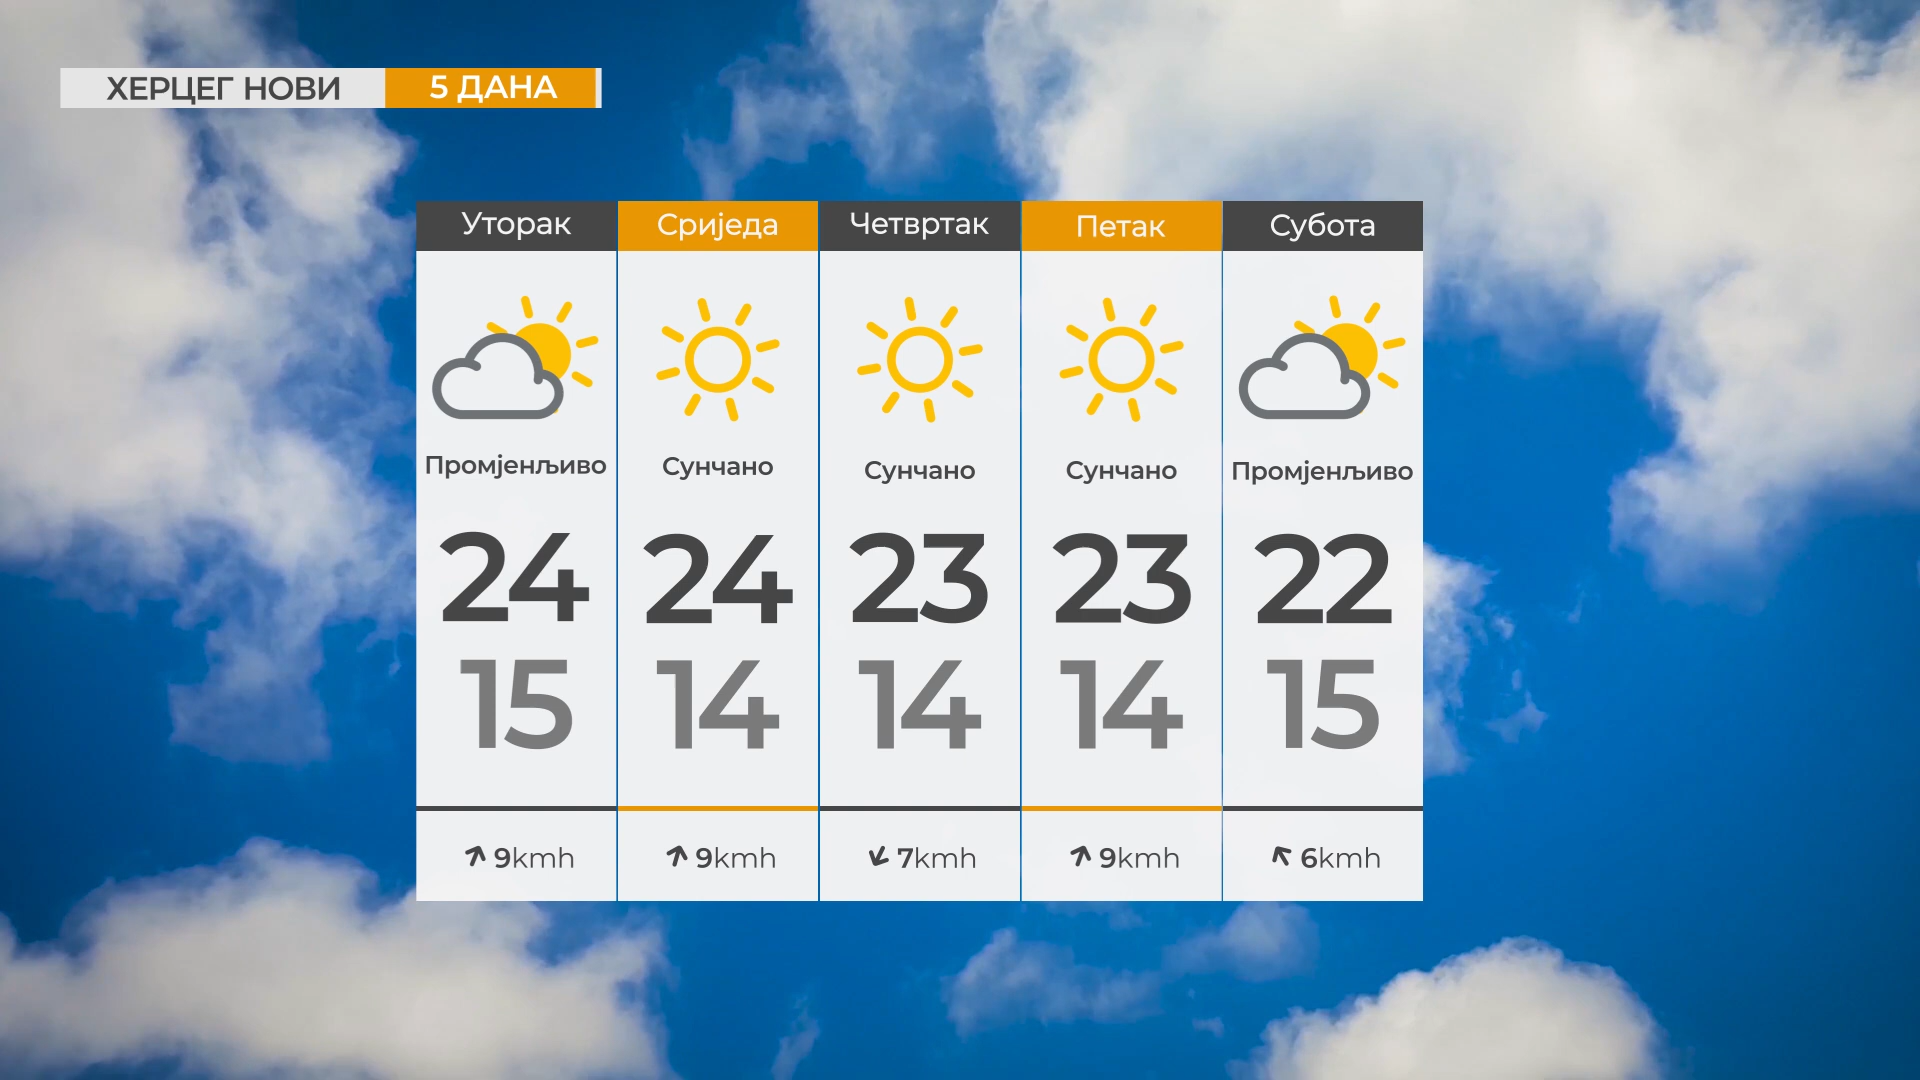 ХЕРЦЕГ НОВИ 5 ДАНА
Уторак Сриједа Четвртак Петак Субота
Промјенљиво Сунчано Сунчано Сунчано Промјенљиво
24 24 23 23 22
15 14 14 14 15
9kmh 9kmh 7kmh 9kmh 6kmh